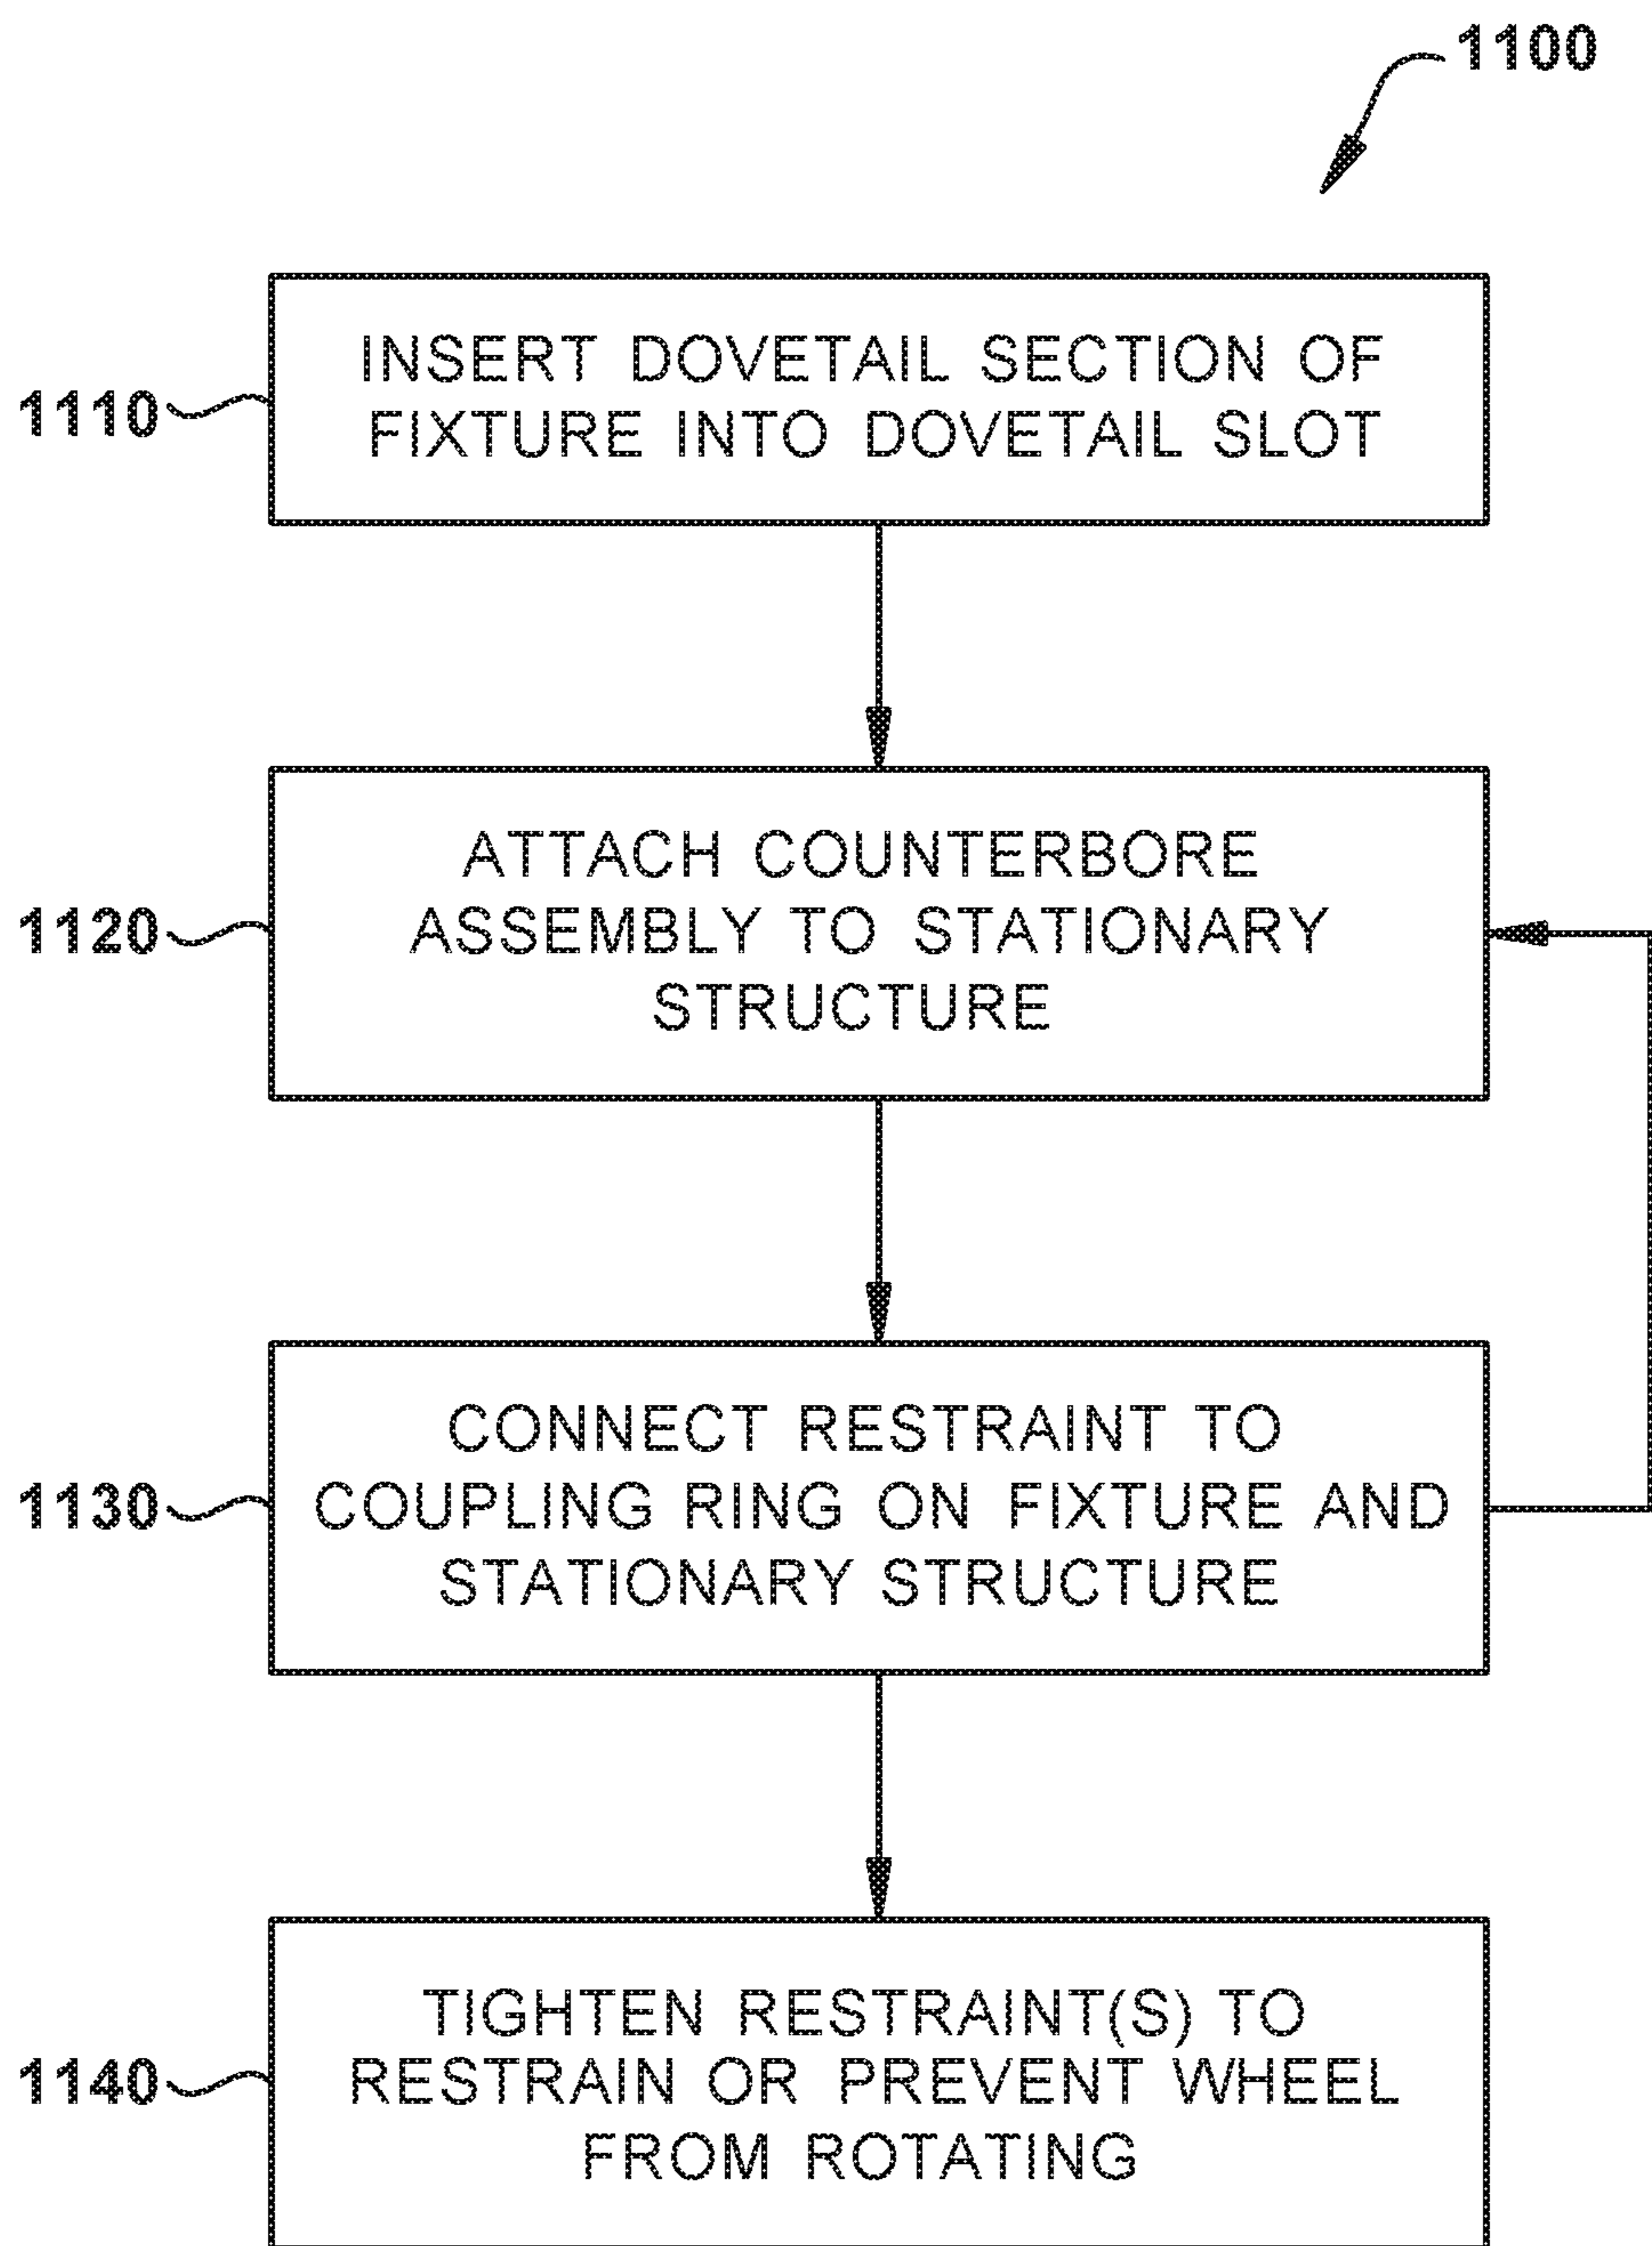 1100
INSERT DOVETAIL SECTION OF
FIXTURE INTO DOVETAIL SLOT
1110
ATTACH COUNTERBORE
ASSEMBLY TO STATIONARY
STRUCTURE
1120
CONNECT RESTRAINT TO
COUPLING RING ON FIXTURE AND
STATIONARY STRUCTURE
1130
TIGHTEN RESTRAINT(S) TO
RESTRAIN OR PREVENT WHEEL
FROM ROTATING
1140